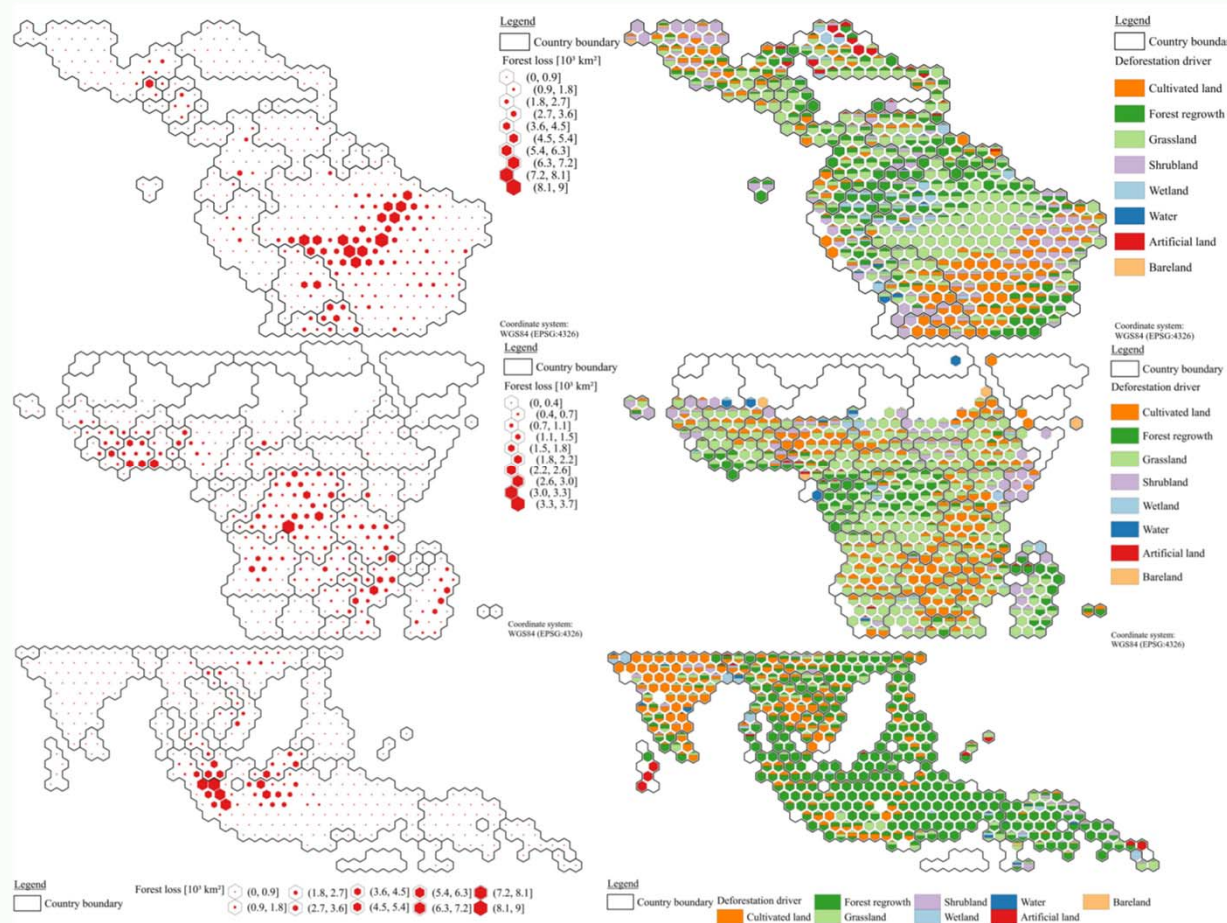 Legend
Country boundary
Forest loss [10³ km²]
(0, 0.9]
(0.9, 1.8]
(1.8, 2.7]
(2.7, 3.6]
(3.6, 4.5]
(4.5, 5.4]
(5.4, 6.3]
(6.3, 7.2]
(7.2, 8.1]
(8.1, 9]
Coordinate system:
WGS84 (EPSG:4326)
Legend
Country bounda
Deforestation driver
Cultivated land
Forest regrowth
Grassland
Shrubland
Wetland
Water
Artificial land
Bareland
Coordinate system:
WGS84 (EPSG:4326)
Legend
Country boundary
Forest loss [10³ km²]
(0, 0.4]
(0.4, 0.7]
(0.7, 1.1]
(1.1, 1.5]
(1.5, 1.8]
(1.8, 2.2]
(2.2, 2.6]
(2.6, 3.0]
(3.0, 3.3]
(3.3, 3.7]
Coordinate system:
WGS84 (EPSG:4326)
Legend
Country boundary
Deforestation driver
Cultivated land
Forest regrowth
Grassland
Shrubland
Wetland
Water
Artificial land
Bareland
Coordinate system:
WGS84 (EPSG:4326)
Legend
Country boundary
Forest loss [10³ km²]
(0, 0.9] (1.8, 2.7] (3.6, 4.5] (5.4, 6.3] (7.2, 8.1]
(0.9, 1.8] (2.7, 3.6] (4.5, 5.4] (6.3, 7.2] (8.1, 9]
Legend
Country boundary Deforestation driver Forest regrowth Shrubland Water Bareland
Cultivated land Grassland Wetland Artificial land